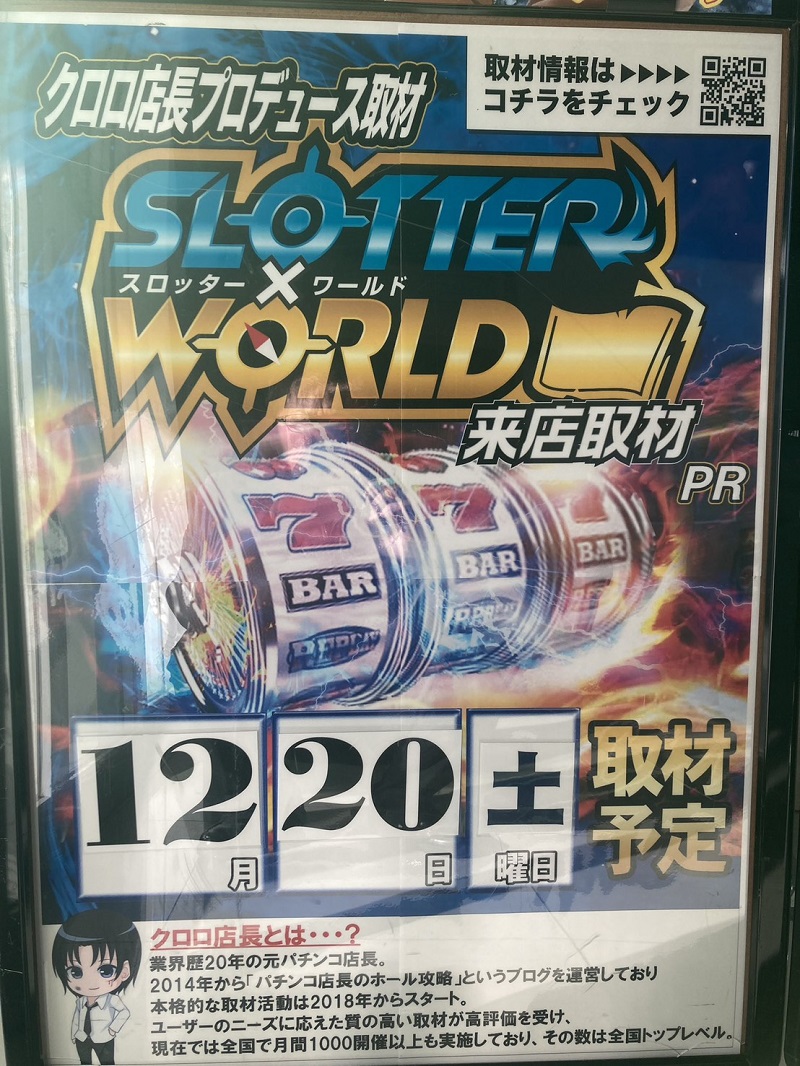 クロロ店長プロデュース取材
取材情報は▶▶▶▶
コチラをチェック
SLOTTER
スロッター×ワールド
WORLD
来店取材
PR
7 7 7
BAR BAR BAR
REPLAY REPLAY
12月20日土曜日
取材
予定
クロロ店長とは・・・?
業界歴20年の元パチンコ店長。
2014年から「パチンコ店長のホール攻略」というブログを運営しており
本格的な取材活動は2018年からスタート。
ユーザーのニーズに応えた質の高い取材が高評価を受け、
現在では全国で月間1000開催以上も実施しており、その数は全国トップレベル。